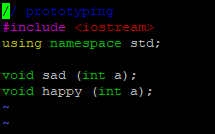 // prototyping
#include <iostream>
using namespace std;

void sad (int a);
void happy (int a);
~
~